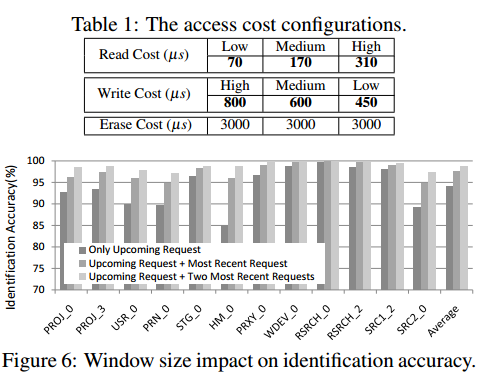 Table 1: The access cost configurations.
Read Cost (μs) Low Medium High
70 170 310
Write Cost (μs) High Medium Low
800 600 450
Erase Cost (μs) 3000 3000 3000
Identification Accuracy(%)
100
95
90
85
80
75
70
Only Upcoming Request
Upcoming Request + Most Recent Request
Upcoming Request + Two Most Recent Requests
PROJ_0 PROJ_3 USR_0 PRN_0 STG_0 HM_0 PRXY_0 WDEV_0 RSRCH_0 RSRCH_2 SRC1_2 SRC2_0 Average
Figure 6: Window size impact on identification accuracy.